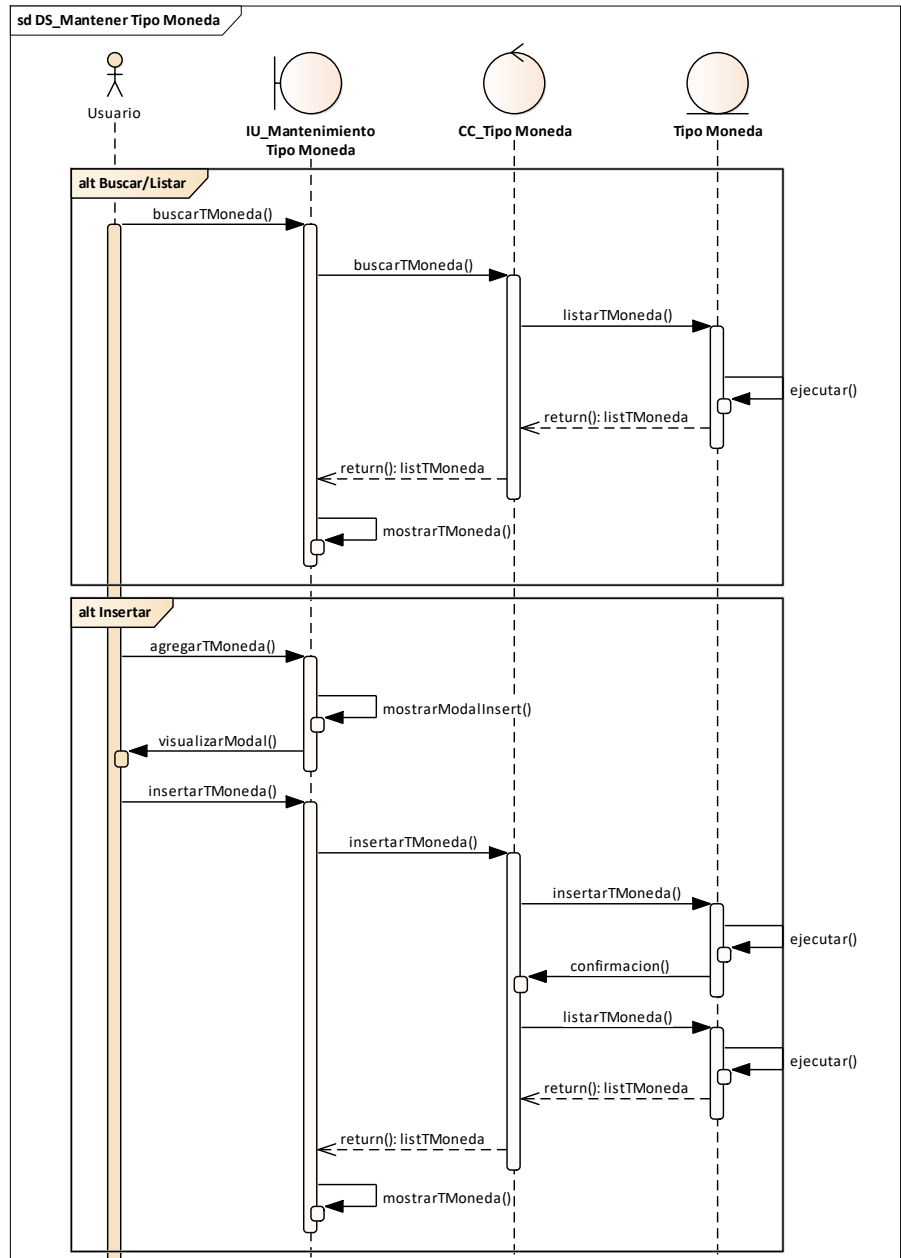 sd DS_Mantener Tipo Moneda
Usuario
IU_Mantenimiento
Tipo Moneda
CC_Tipo Moneda
Tipo Moneda
alt Buscar/Listar
buscarTMoneda()
buscarTMoneda()
listarTMoneda()
ejecutar()
return(): listTMoneda
return(): listTMoneda
mostrarTMoneda()
alt Insertar
agregarTMoneda()
mostrarModalInsert()
visualizarModal()
insertarTMoneda()
insertarTMoneda()
insertarTMoneda()
ejecutar()
confirmacion()
listarTMoneda()
ejecutar()
return(): listTMoneda
return(): listTMoneda
mostrarTMoneda()